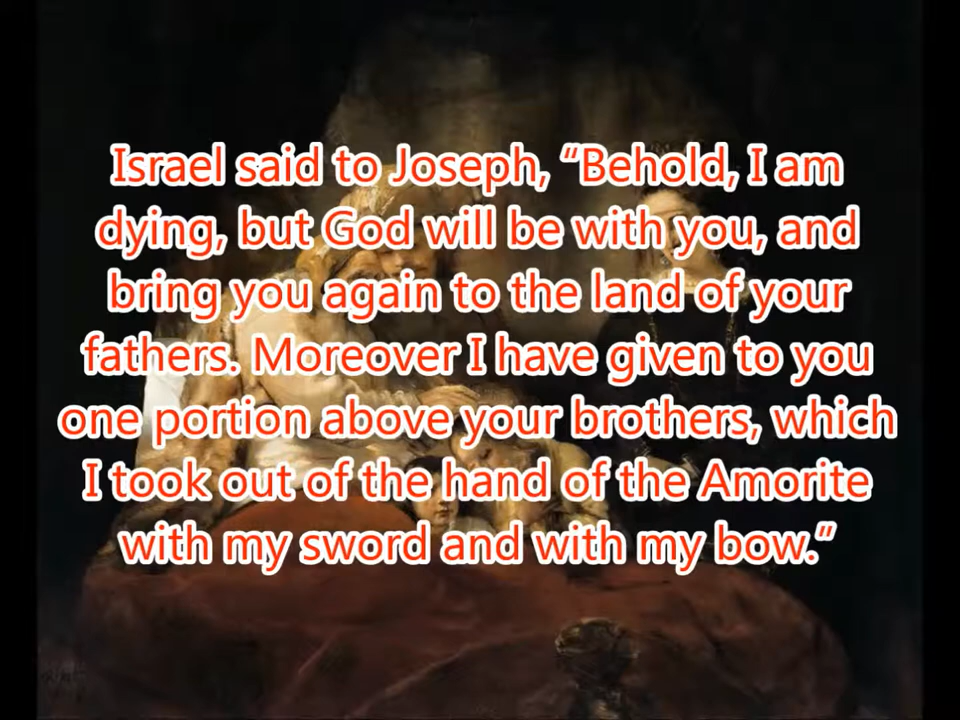 Israel said to Joseph, “Behold, I am
dying, but God will be with you, and
bring you again to the land of your
fathers. Moreover I have given to you
one portion above your brothers, which
I took out of the hand of the Amorite
with my sword and with my bow.”